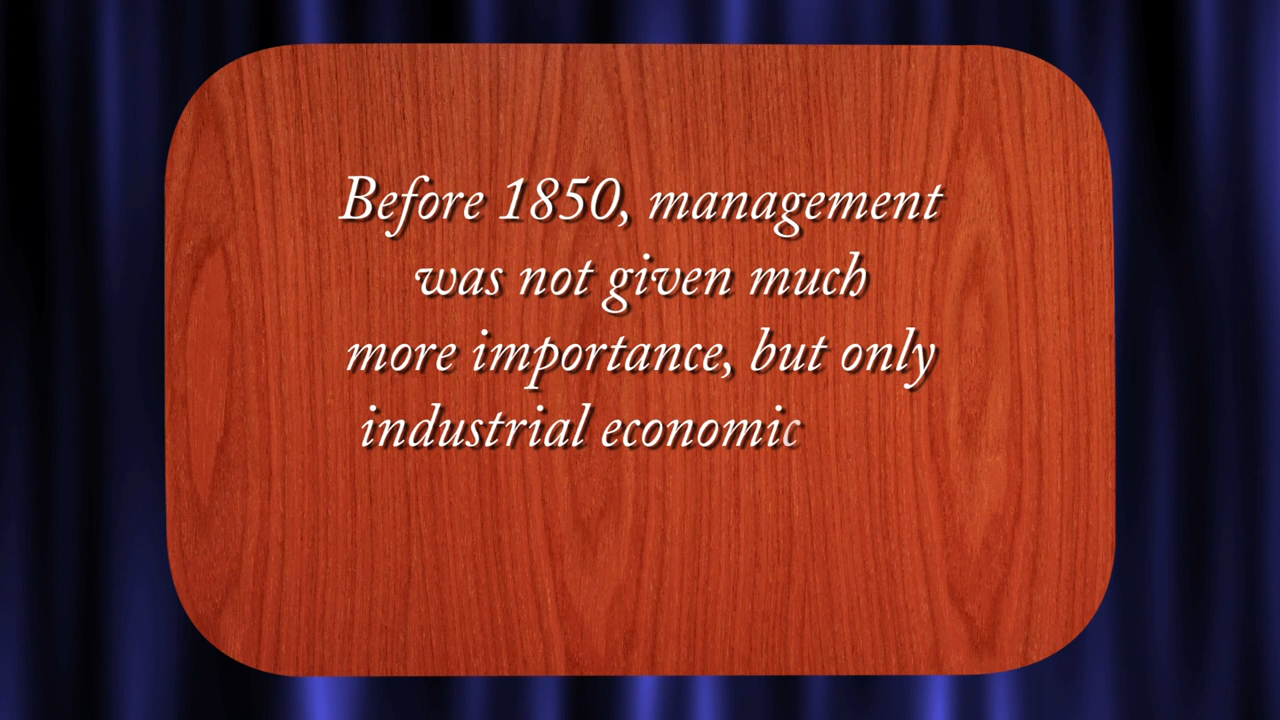 Before 1850, management
was not given much
more importance, but only
industrial economic